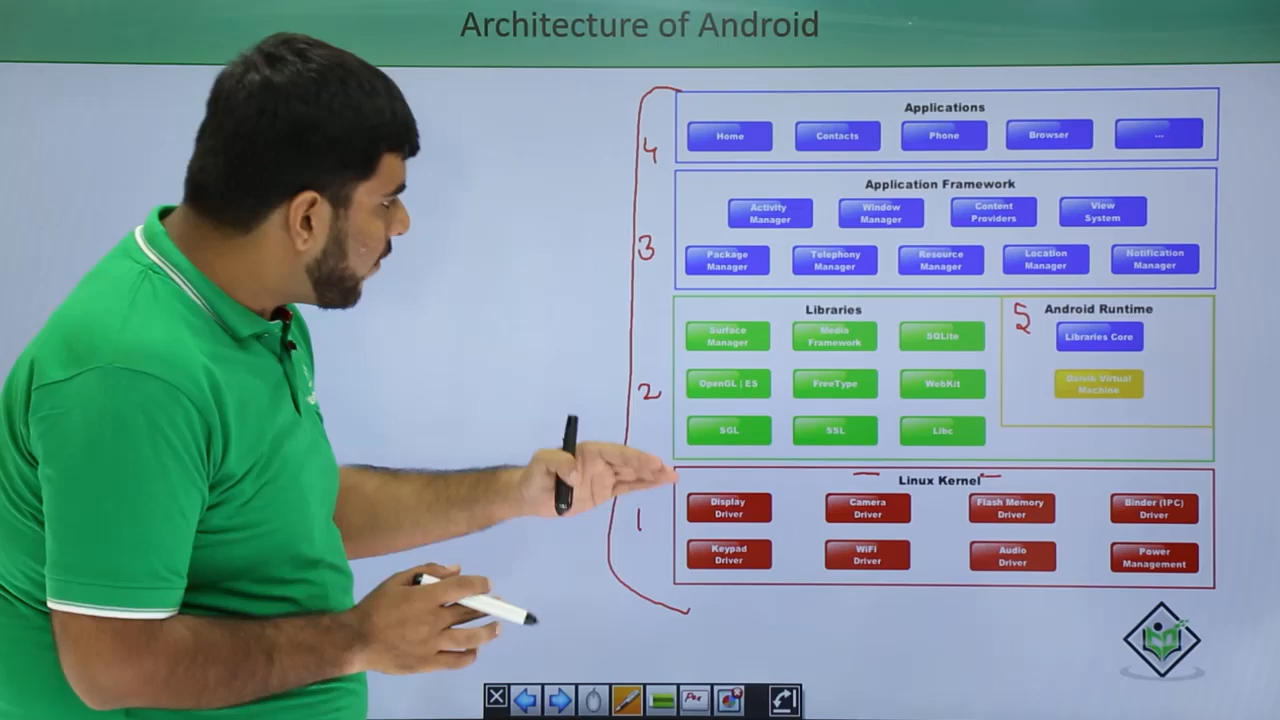 Architecture of Android
Applications
4
Home
Contacts
Phone
Browser
...
Application Framework
Activity
Manager
Window
Manager
Content
Providers
View
System
3
Package
Manager
Telephony
Manager
Resource
Manager
Location
Manager
Notification
Manager
Libraries
Surface
Manager
Media
Framework
SQLite
2
OpenGL | ES
FreeType
WebKit
SGL
SSL
Libc
5
Android Runtime
Libraries Core
Dalvik Virtual
Machine
Linux Kernel
1
Display
Driver
Camera
Driver
Flash Memory
Driver
Binder (IPC)
Driver
Keypad
Driver
WiFi
Driver
Audio
Driver
Power
Management
Pen